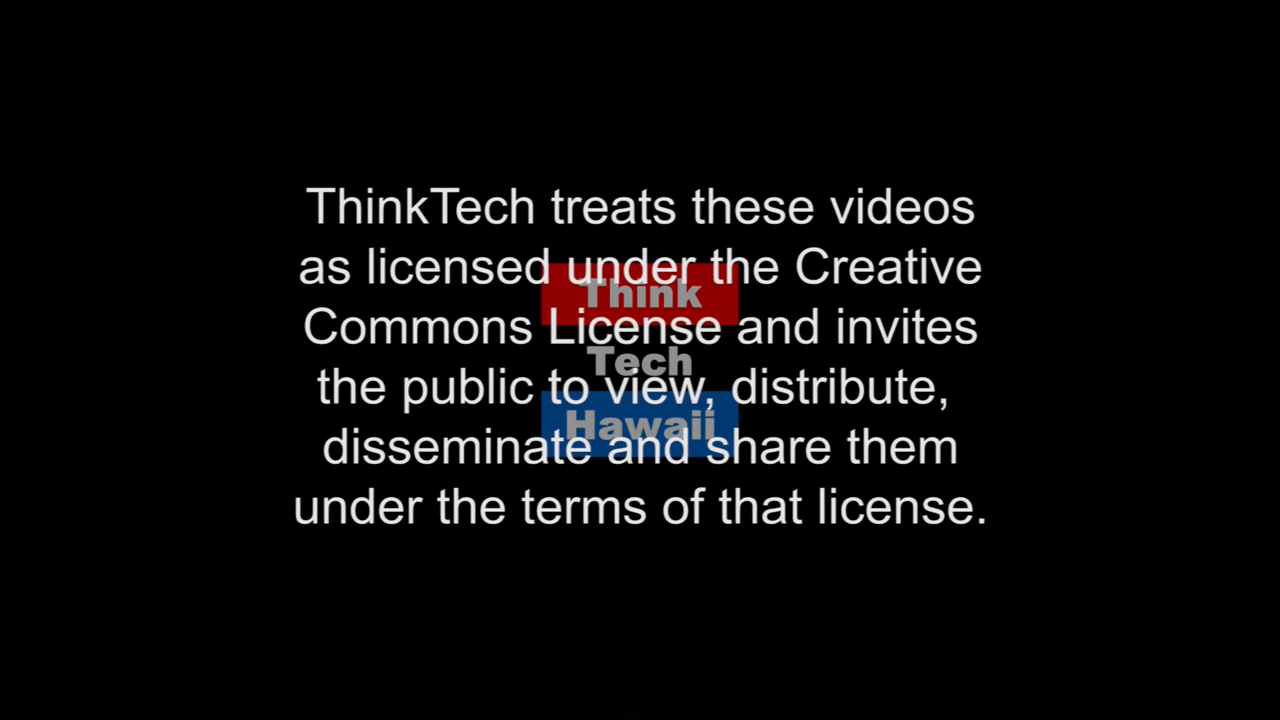 ThinkTech treats these videos
as licensed under the Creative
Commons License and invites
the public to view, distribute,
disseminate and share them
under the terms of that license.
Think
Tech
Hawaii